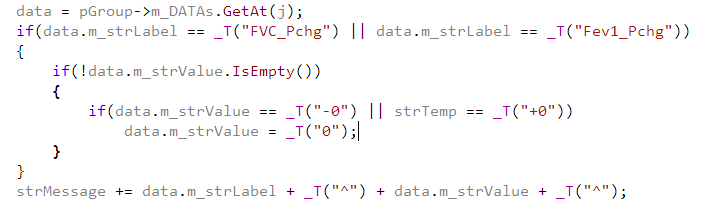 data = pGroup->m_DATAs.GetAt(j);
if(data.m_strLabel == _T("FVC_Pchg") || data.m_strLabel == _T("Fev1_Pchg"))
{
if(!data.m_strValue.IsEmpty())
{
if(data.m_strValue == _T("-0") || strTemp == _T("+0"))
data.m_strValue = _T("0");
}
}
strMessage += data.m_strLabel + _T("^") + data.m_strValue + _T("^");